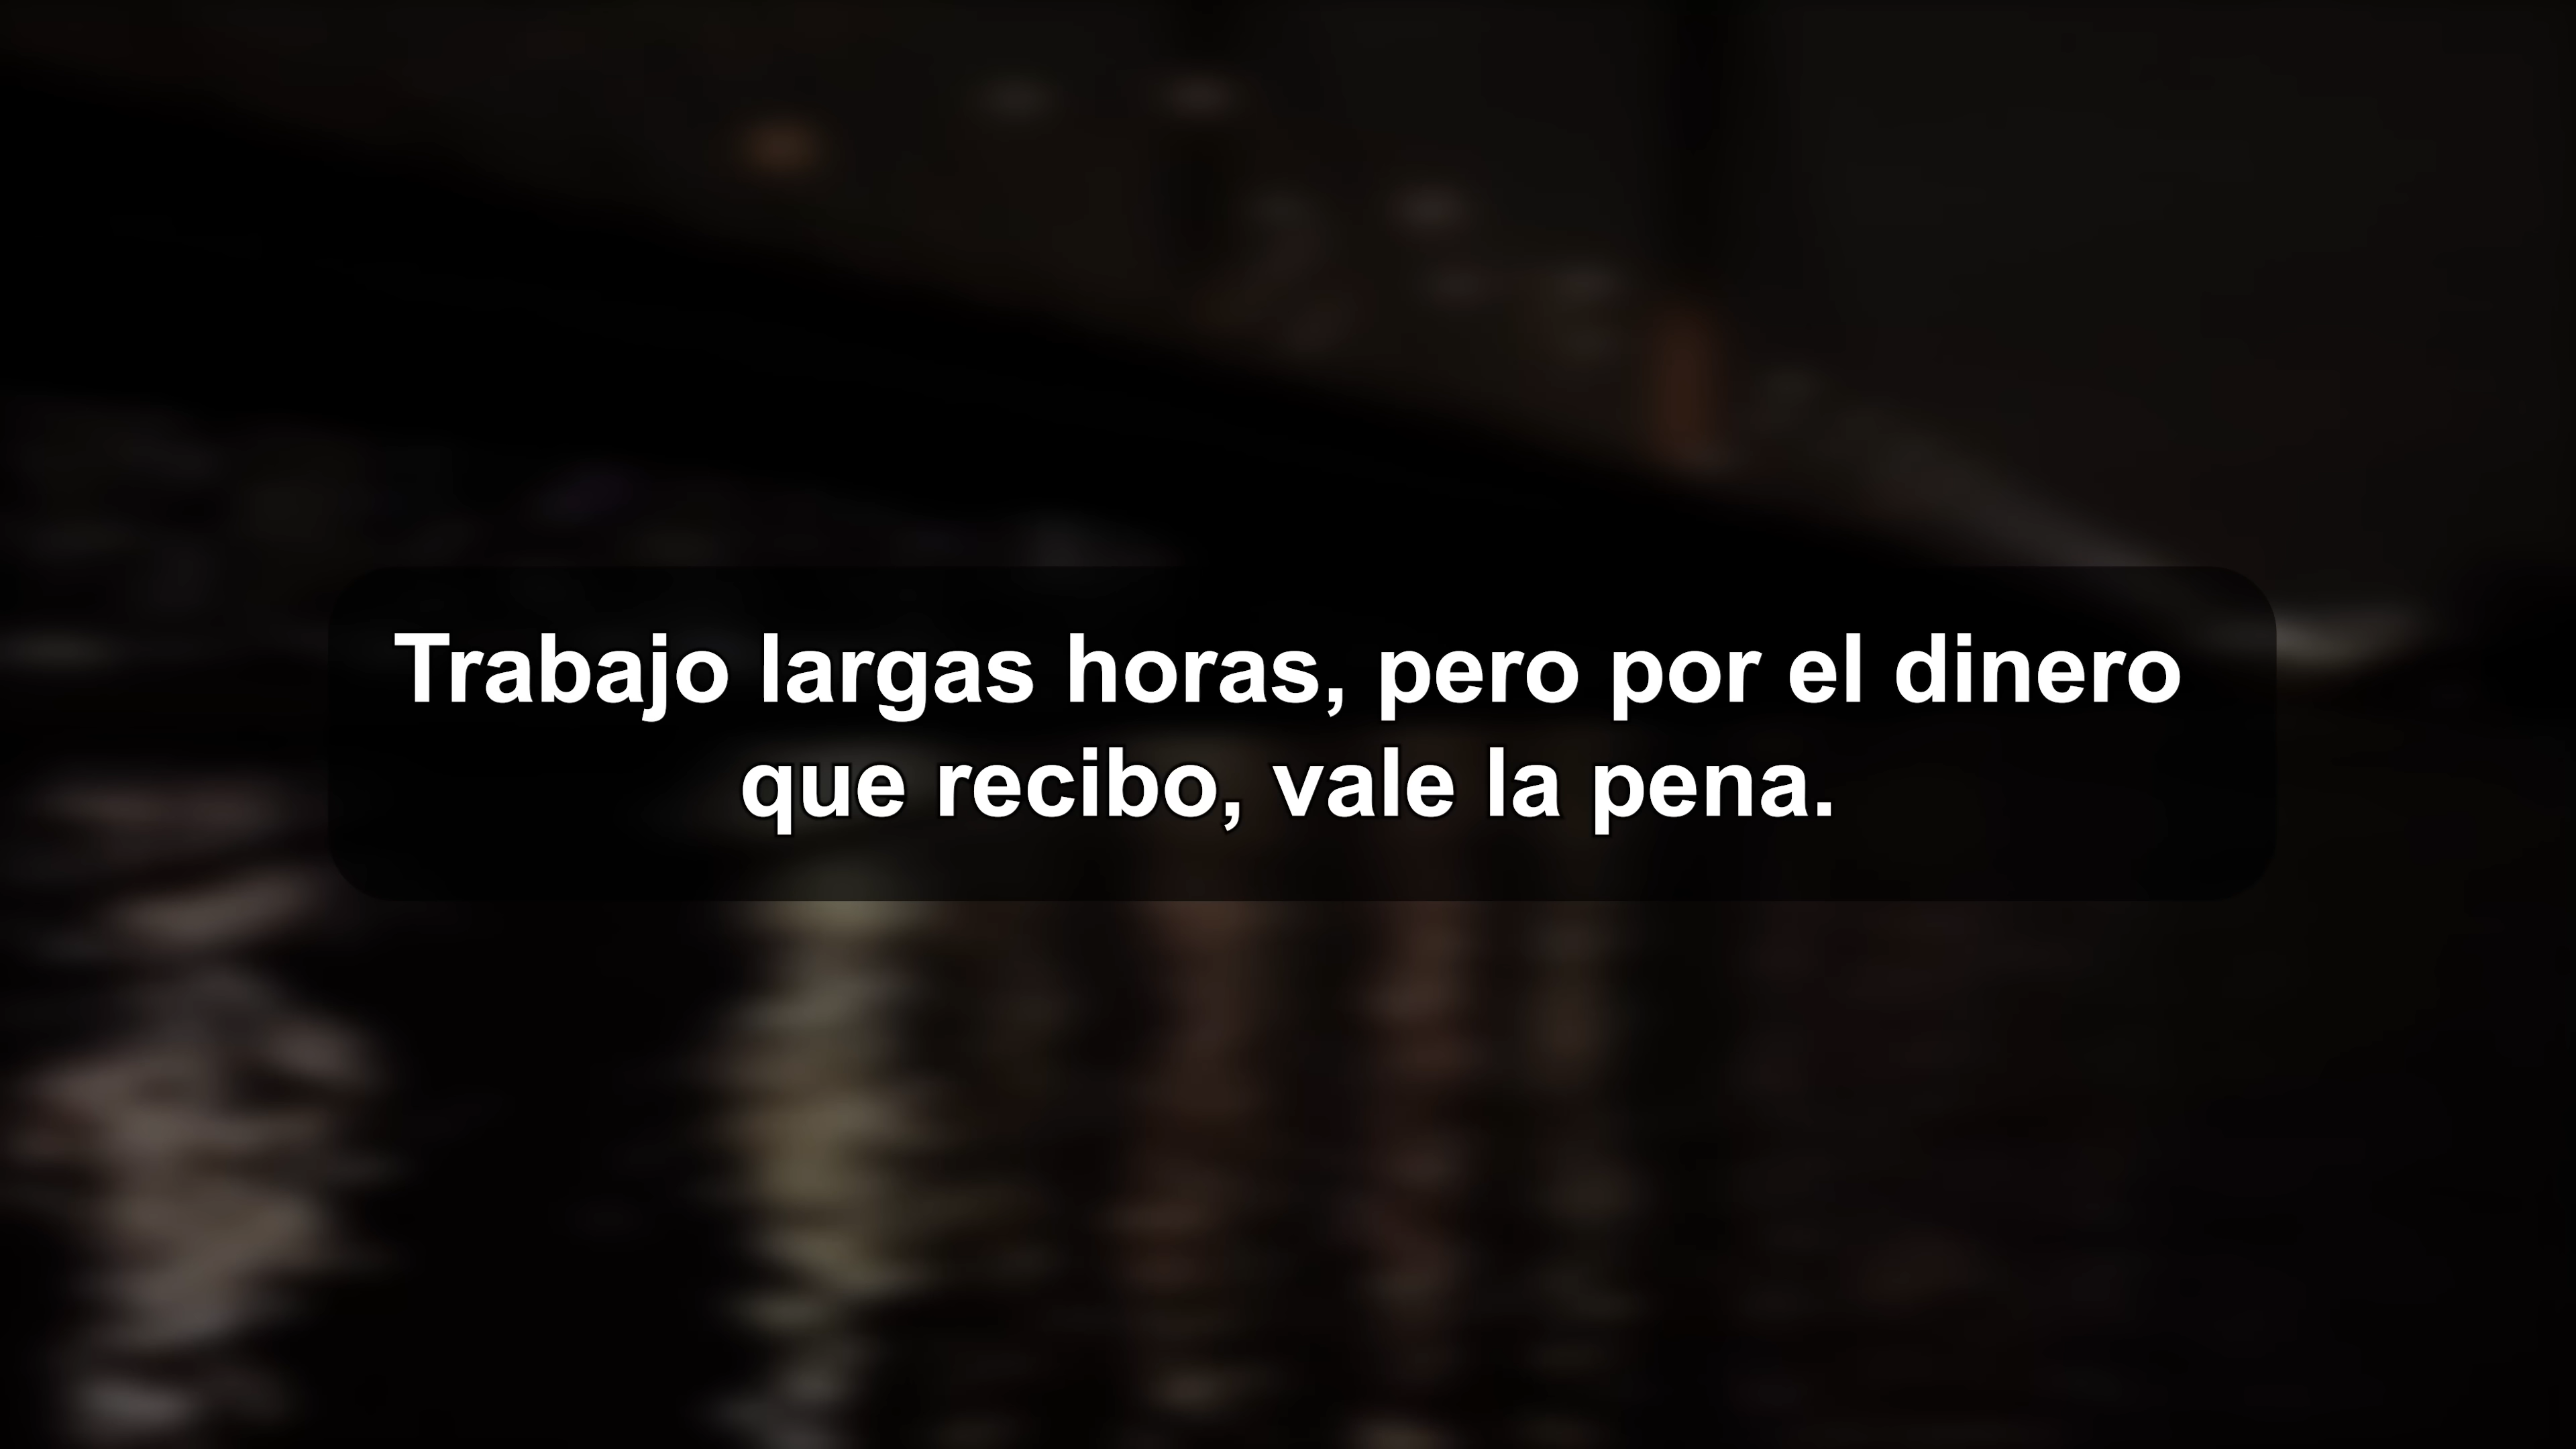 Trabajo largas horas, pero por el dinero
que recibo, vale la pena.